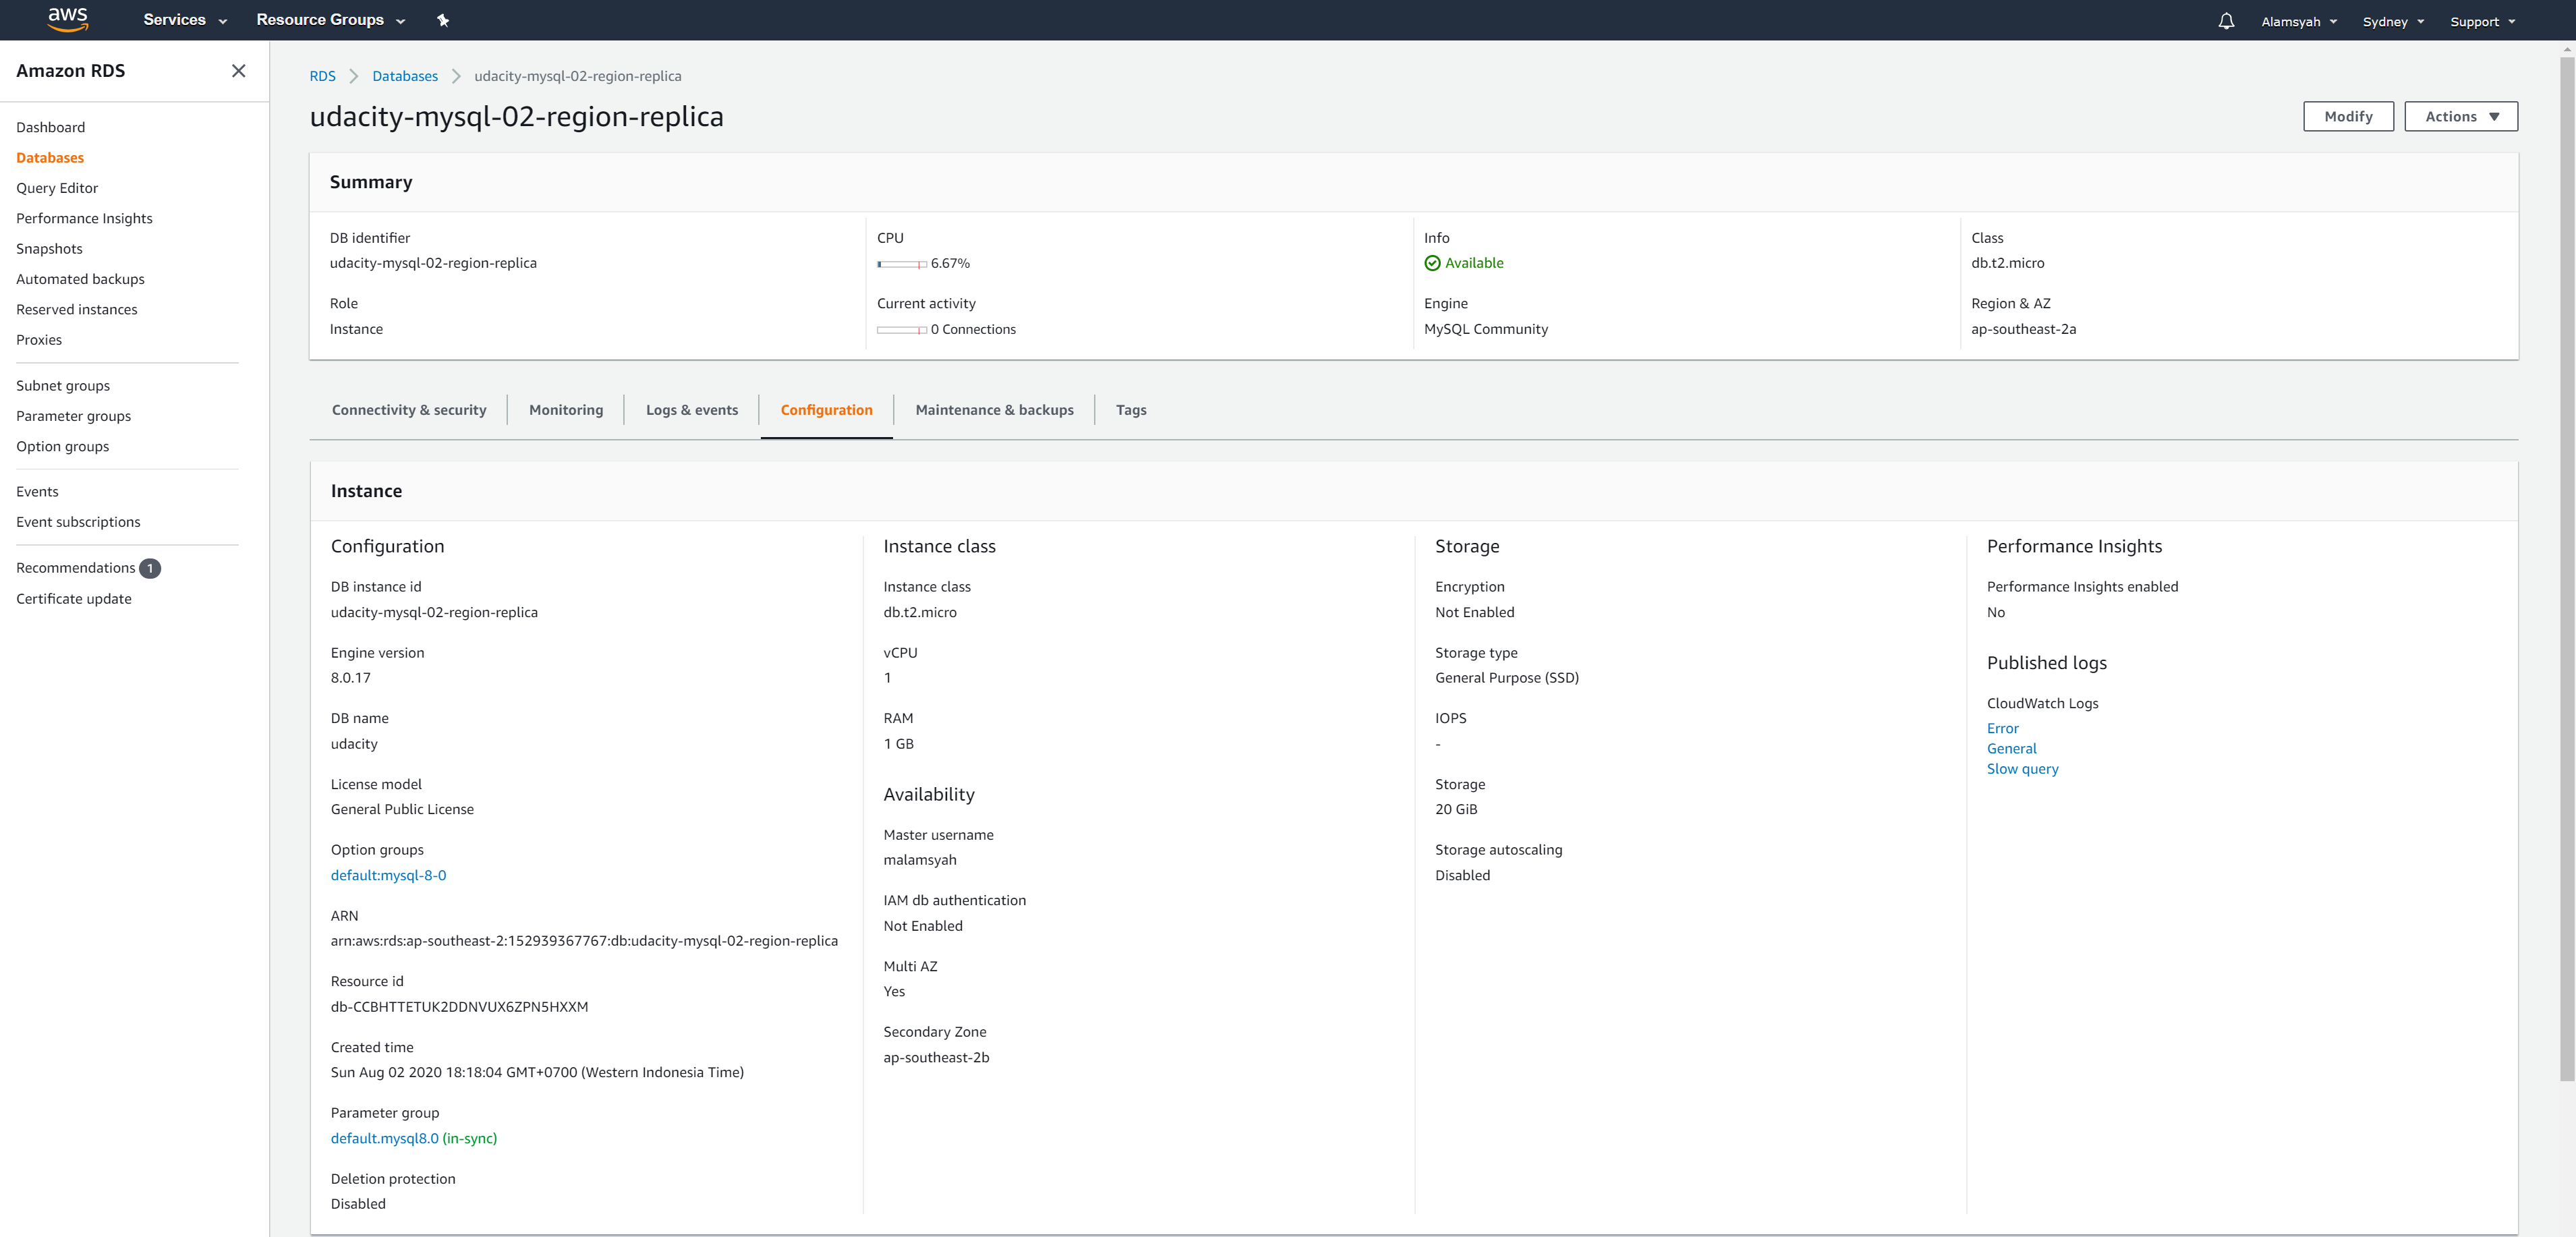 aws
Services
Resource Groups
Alamsyah
Sydney
Support
Amazon RDS
Dashboard
Databases
Query Editor
Performance Insights
Snapshots
Automated backups
Reserved instances
Proxies
Subnet groups
Parameter groups
Option groups
Events
Event subscriptions
Recommendations 1
Certificate update
RDS > Databases > udacity-mysql-02-region-replica
udacity-mysql-02-region-replica
Modify
Actions
Summary
DB identifier
udacity-mysql-02-region-replica
Role
Instance
CPU
6.67%
Current activity
0 Connections
Info
Available
Engine
MySQL Community
Class
db.t2.micro
Region & AZ
ap-southeast-2a
Connectivity & security
Monitoring
Logs & events
Configuration
Maintenance & backups
Tags
Instance
Configuration
DB instance id
udacity-mysql-02-region-replica
Engine version
8.0.17
DB name
udacity
License model
General Public License
Option groups
default:mysql-8-0
ARN
arn:aws:rds:ap-southeast-2:152939367767:db:udacity-mysql-02-region-replica
Resource id
db-CCBHTTETUK2DDNVUX6ZPN5HXXM
Created time
Sun Aug 02 2020 18:18:04 GMT+0700 (Western Indonesia Time)
Parameter group
default.mysql8.0 (in-sync)
Deletion protection
Disabled
Instance class
Instance class
db.t2.micro
vCPU
1
RAM
1 GB
Availability
Master username
malamsyah
IAM db authentication
Not Enabled
Multi AZ
Yes
Secondary Zone
ap-southeast-2b
Storage
Encryption
Not Enabled
Storage type
General Purpose (SSD)
IOPS
-
Storage
20 GiB
Storage autoscaling
Disabled
Performance Insights
Performance Insights enabled
No
Published logs
CloudWatch Logs
Error
General
Slow query